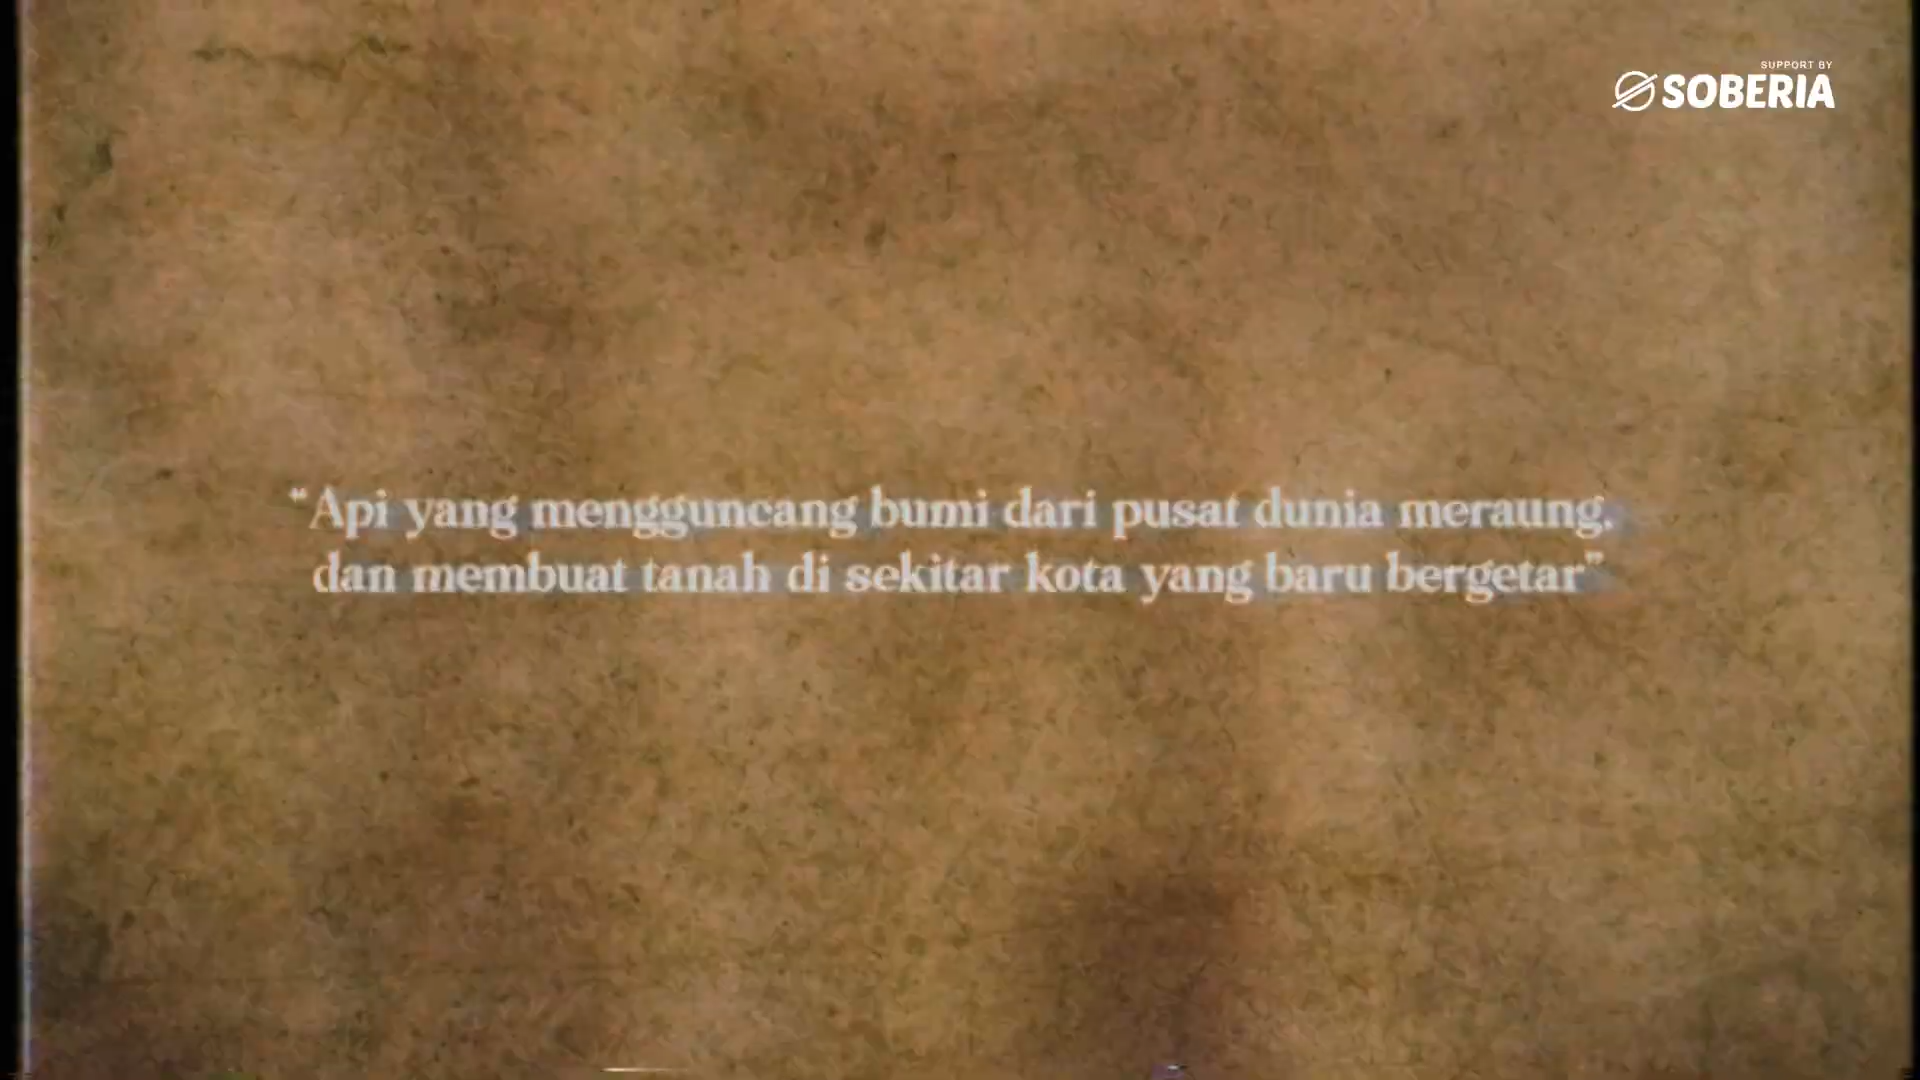 SUPPORT BY
SOBERIA
“Api yang mengguncang bumi dari pusat dunia meraung,
dan membuat tanah di sekitar kota yang baru bergetar”